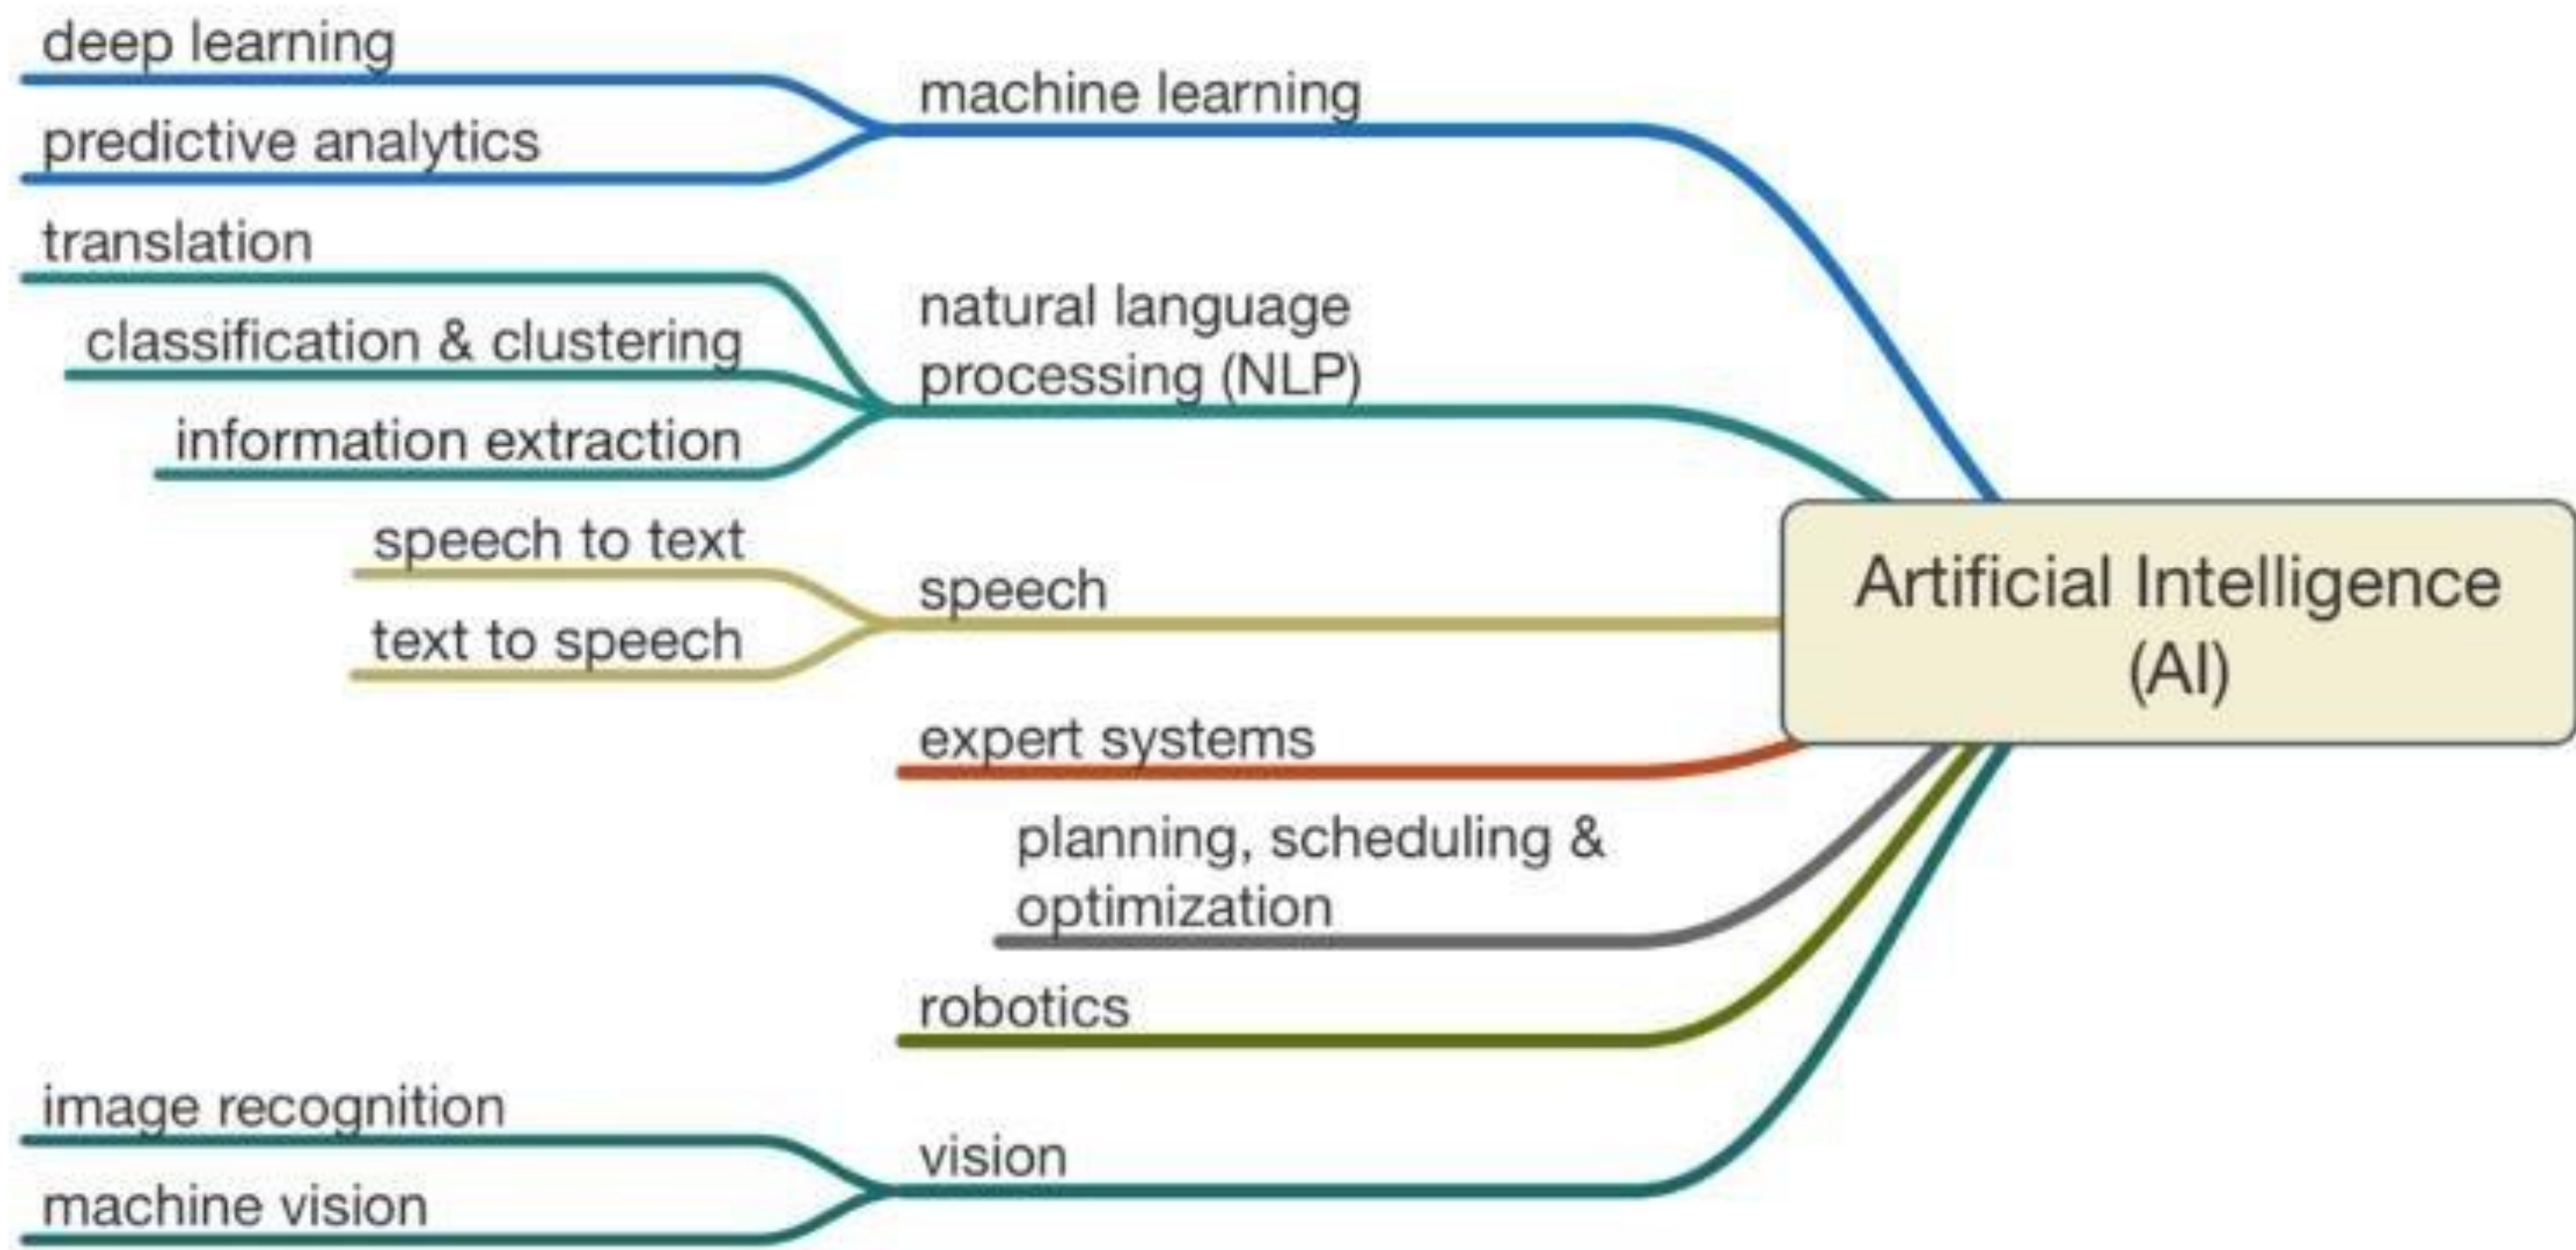 deep learning
predictive analytics
machine learning
translation
classification & clustering
information extraction
natural language
processing (NLP)
speech to text
text to speech
speech
Artificial Intelligence
(AI)
expert systems
planning, scheduling &
optimization
robotics
image recognition
machine vision
vision